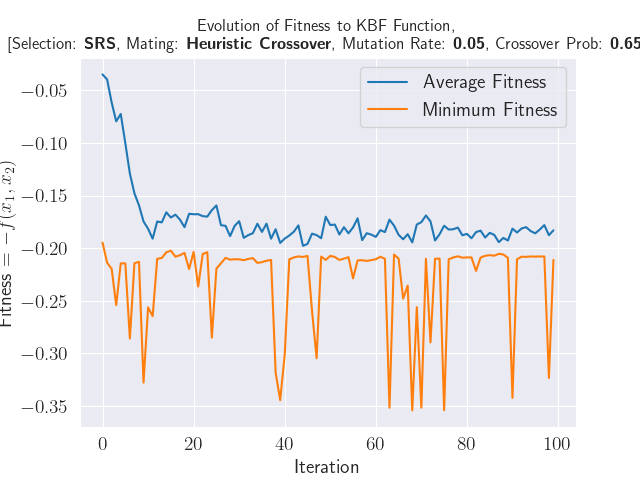 Evolution of Fitness to KBF Function,
[Selection: SRS, Mating: Heuristic Crossover, Mutation Rate: 0.05, Crossover Prob: 0.65
Average Fitness
Minimum Fitness
−0.05
−0.10
−0.15
−0.20
−0.25
−0.30
−0.35
Fitness = −f(x₁, x₂)
0
20
40
60
80
100
Iteration